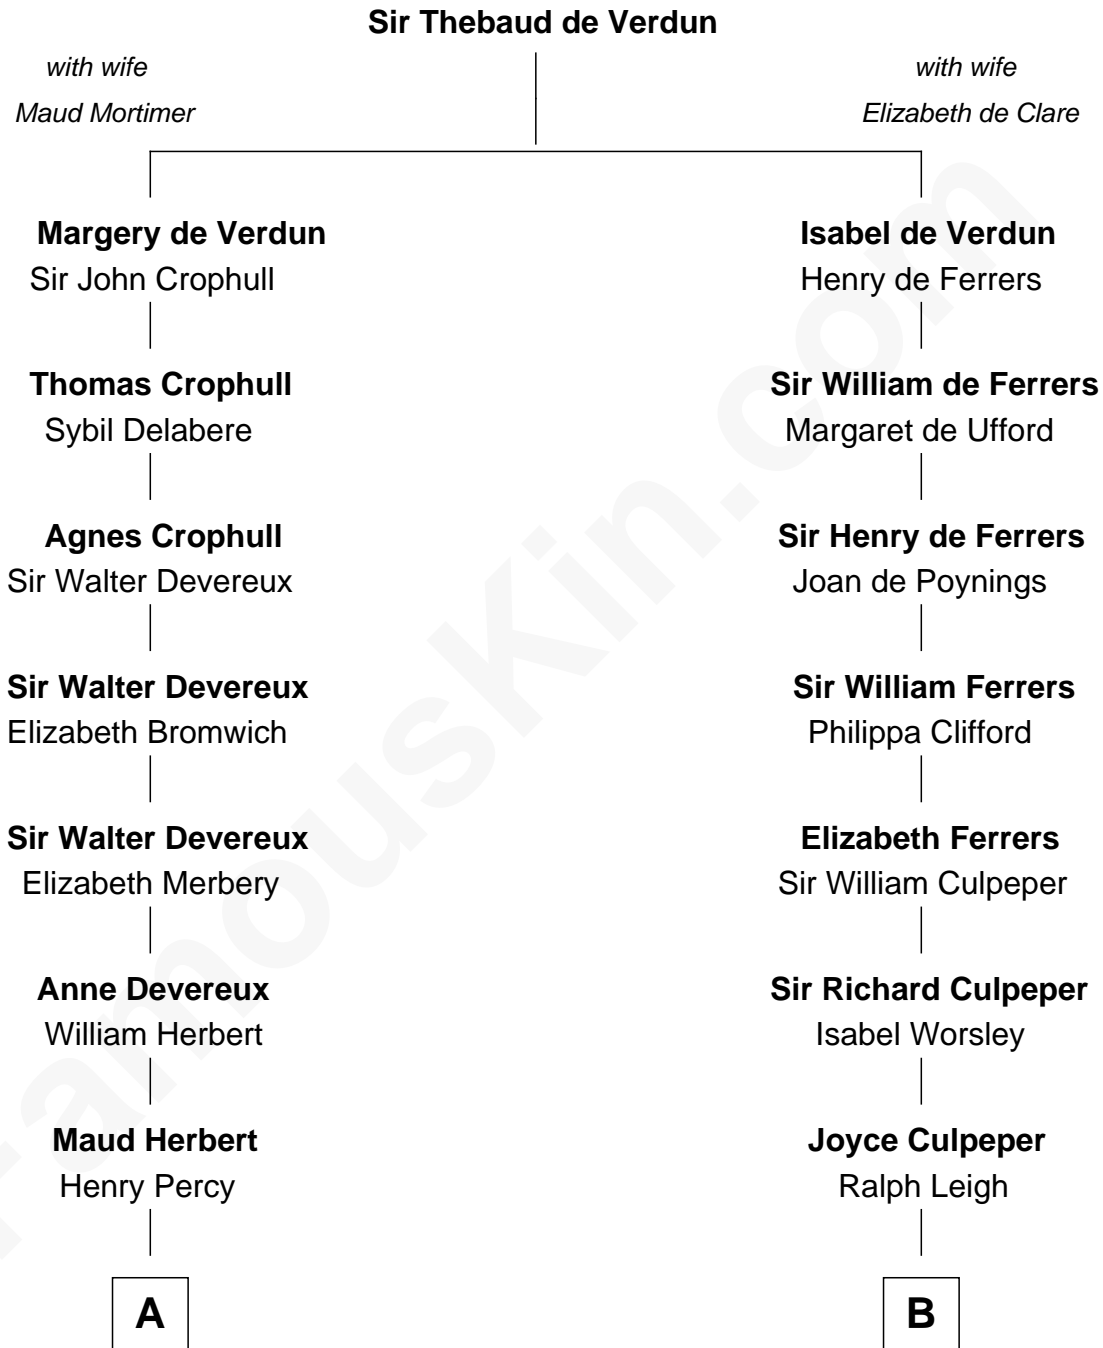 Sir Thebaud de Verdun
with wife
Maud Mortimer
with wife
Elizabeth de Clare
Margery de Verdun
Sir John Crophull
Isabel de Verdun
Henry de Ferrers
Thomas Crophull
Sybil Delabere
Sir William de Ferrers
Margaret de Ufford
Agnes Crophull
Sir Walter Devereux
Sir Henry de Ferrers
Joan de Poynings
Sir Walter Devereux
Elizabeth Bromwich
Sir William Ferrers
Philippa Clifford
Sir Walter Devereux
Elizabeth Merbery
Elizabeth Ferrers
Sir William Culpeper
Anne Devereux
William Herbert
Sir Richard Culpeper
Isabel Worsley
Maud Herbert
Henry Percy
Joyce Culpeper
Ralph Leigh
A
B
FamousKin.com